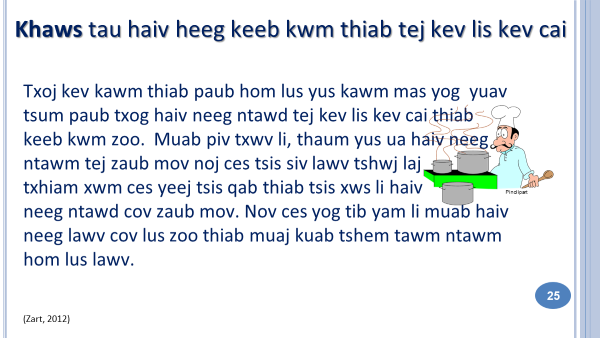 Khaws tau haiv heeg keeb kwm thiab tej kev lis kev cai
Txoj kev kawm thiab paub hom lus yus kawm mas yog yuav
tsum paub txog haiv neeg ntawd tej kev lis kev cai thiab
keeb kwm zoo. Muab piv txwv li, thaum yus ua haiv neeg
ntawm tej zaub mov noj ces tsis siv lawv tshwj laj
txhiam xwm ces yeej tsis qab thiab tsis xws li haiv
neeg ntawd cov zaub mov. Nov ces yog tib yam li muab haiv
neeg lawv cov lus zoo thiab muaj kuab tshem tawm ntawm
hom lus lawv.
Pinclipart
25
(Zart, 2012)